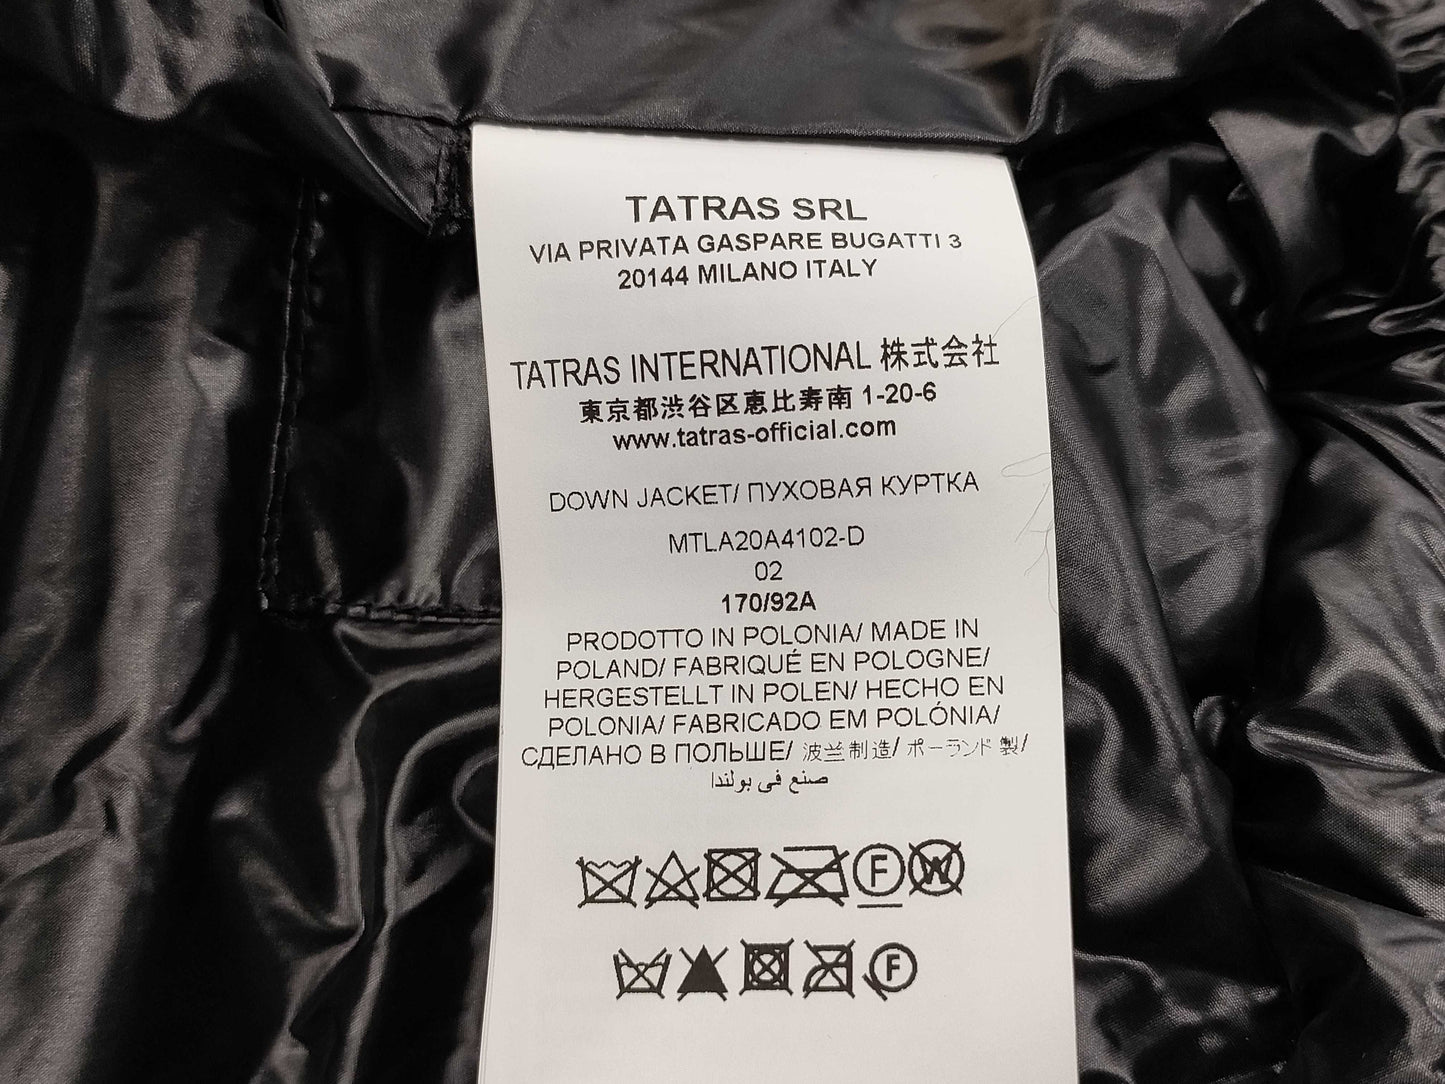 TATRAS SRL
VIA PRIVATA GASPARE BUGATTI 3
20144 MILANO ITALY
TATRAS INTERNATIONAL 株式会社
東京都渋谷区恵比寿南 1-20-6
www.tatras-official.com
DOWN JACKET/ ПУХОВАЯ КУРТКА
MTLA20A4102-D
02
170/92A
PRODOTTO IN POLONIA/ MADE IN
POLAND/ FABRIQUÉ EN POLOGNE/
HERGESTELLT IN POLEN/ HECHO EN
POLONIA/ FABRICADO EM POLÓNIA/
СДЕЛАНО В ПОЛЬШЕ/ 波兰制造/ ポーランド製/
صنع في بولندا
F W
F